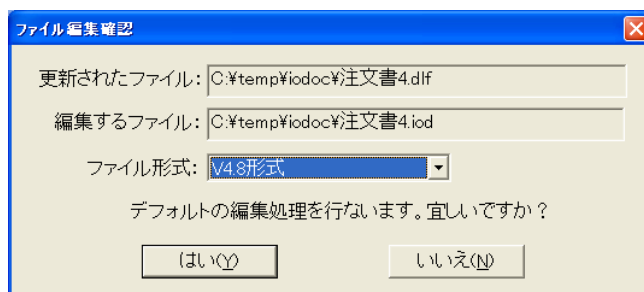 ファイル編集確認
更新されたファイル: C:¥temp¥iodoc¥注文書4.dlf
編集するファイル: C:¥temp¥iodoc¥注文書4.iod
ファイル形式: V4.8形式
デフォルトの編集処理を行ないます。宜しいですか？
はい(Y) いいえ(N)